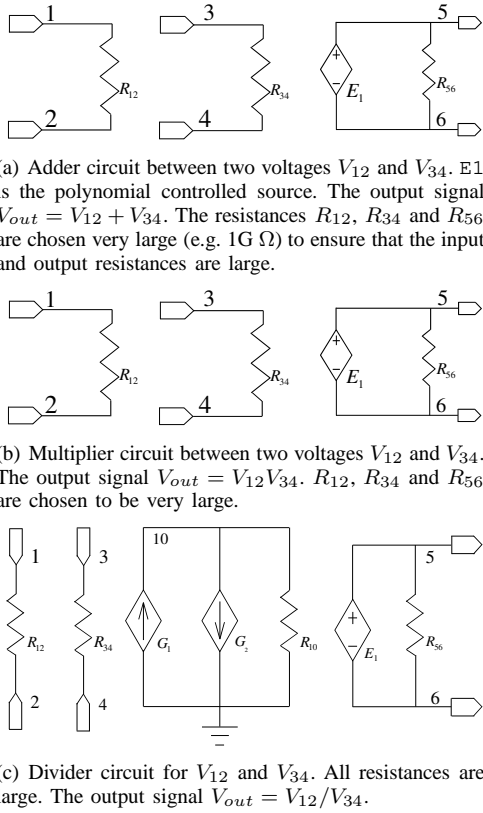 1 3 5
R12 R34 E1 R56
2 4 6
(a) Adder circuit between two voltages V12 and V34. E1
is the polynomial controlled source. The output signal
Vout = V12 + V34. The resistances R12, R34 and R56
are chosen very large (e.g. 1G Ω) to ensure that the input
and output resistances are large.
1 3 5
R12 R34 E1 R56
2 4 6
(b) Multiplier circuit between two voltages V12 and V34.
The output signal Vout = V12V34. R12, R34 and R56
are chosen to be very large.
1 3 10 5
R12 R34 G1 G2 R10 E1 R56
2 4 6
(c) Divider circuit for V12 and V34. All resistances are
large. The output signal Vout = V12/V34.